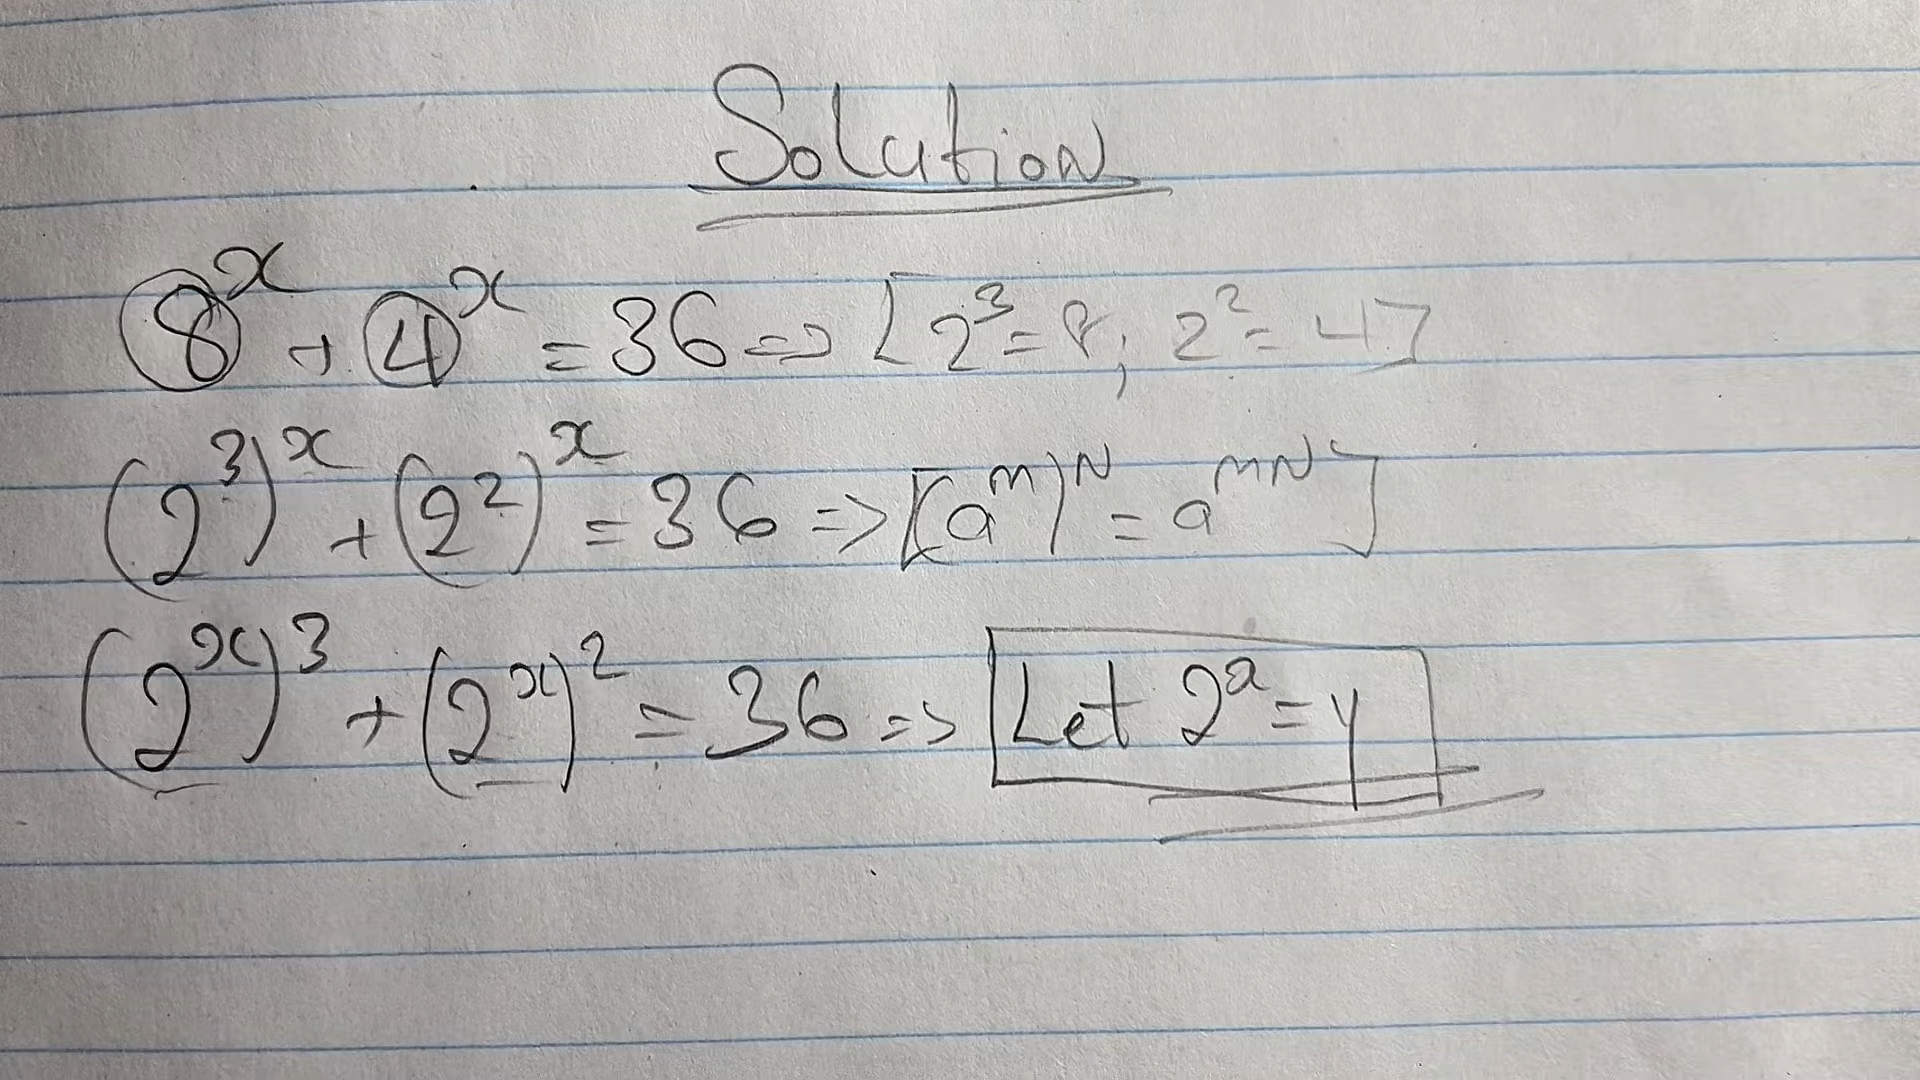 Solution
8^x + 4^x = 36 => [2^3 = 8, 2^2 = 4]
(2^3)^x + (2^2)^x = 36 => [(a^m)^N = a^mN]
(2^x)^3 + (2^x)^2 = 36 => Let 2^x = y